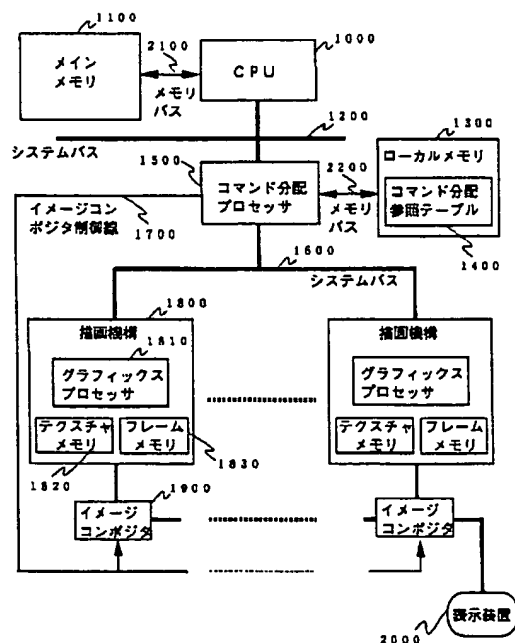 1100
メイン
メモリ
2100
メモリ
バス
1000
CPU
1200
システムバス
1500
コマンド分配
プロセッサ
2200
メモリ
バス
1300
ローカルメモリ
コマンド分配
参照テーブル
1400
イメージコン
ポジタ制御線
1700
1600
システムバス
1800
描画機構
1810
グラフィックス
プロセッサ
テクスチャ
メモリ
フレーム
メモリ
1820
1830
1900
イメージ
コンポジタ
描画機構
グラフィックス
プロセッサ
テクスチャ
メモリ
フレーム
メモリ
イメージ
コンポジタ
表示装置
2000